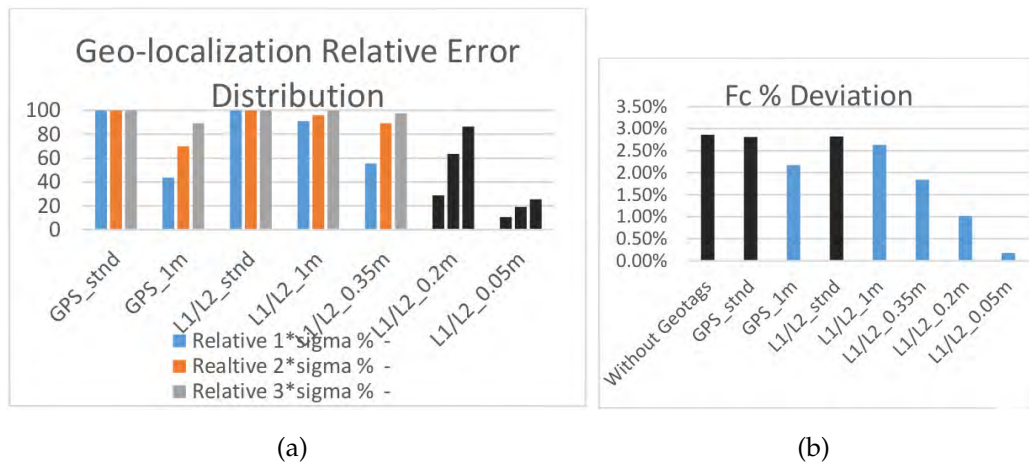 Geo-localization Relative Error
Distribution
100
80
60
40
20
0
GPS_stnd
GPS_1m
L1/L2_stnd
L1/L2_1m
L1/L2_0.35m
L1/L2_0.2m
L1/L2_0.05m
Relative 1*sigma % -
Realtive 2*sigma % -
Relative 3*sigma % -
(a)
Fc % Deviation
3.50%
3.00%
2.50%
2.00%
1.50%
1.00%
0.50%
0.00%
Without Geotags
GPS_stnd
GPS_1m
L1/L2_stnd
L1/L2_1m
L1/L2_0.35m
L1/L2_0.2m
L1/L2_0.05m
(b)